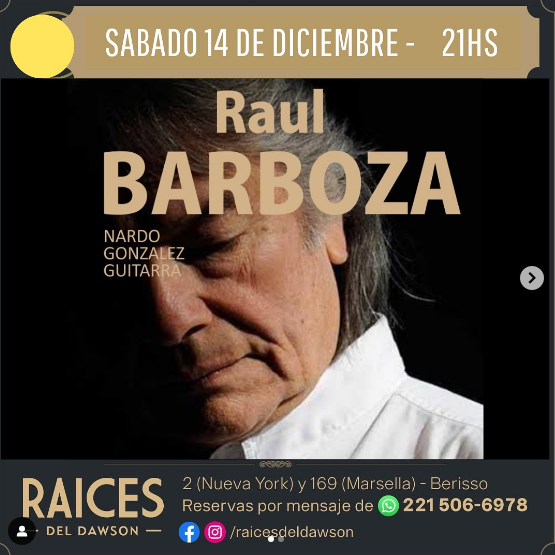 SABADO 14 DE DICIEMBRE - 21HS
Raul
BARBOZA
NARDO
GONZALEZ
GUITARRA
RAICES
- DEL DAWSON -
2 (Nueva York) y 169 (Marsella) - Berisso
Reservas por mensaje de 221 506-6978
/raicesdeldawson